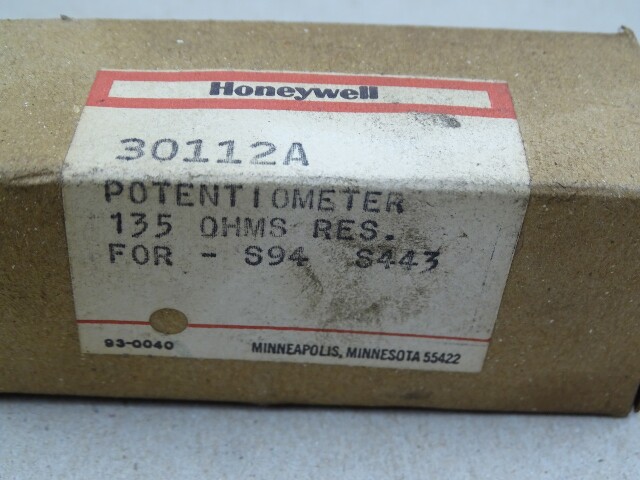 Honeywell
30112A
POTENTIOMETER
135 OHMS RES.
FOR - S94 S443
93-0040 MINNEAPOLIS, MINNESOTA 55422